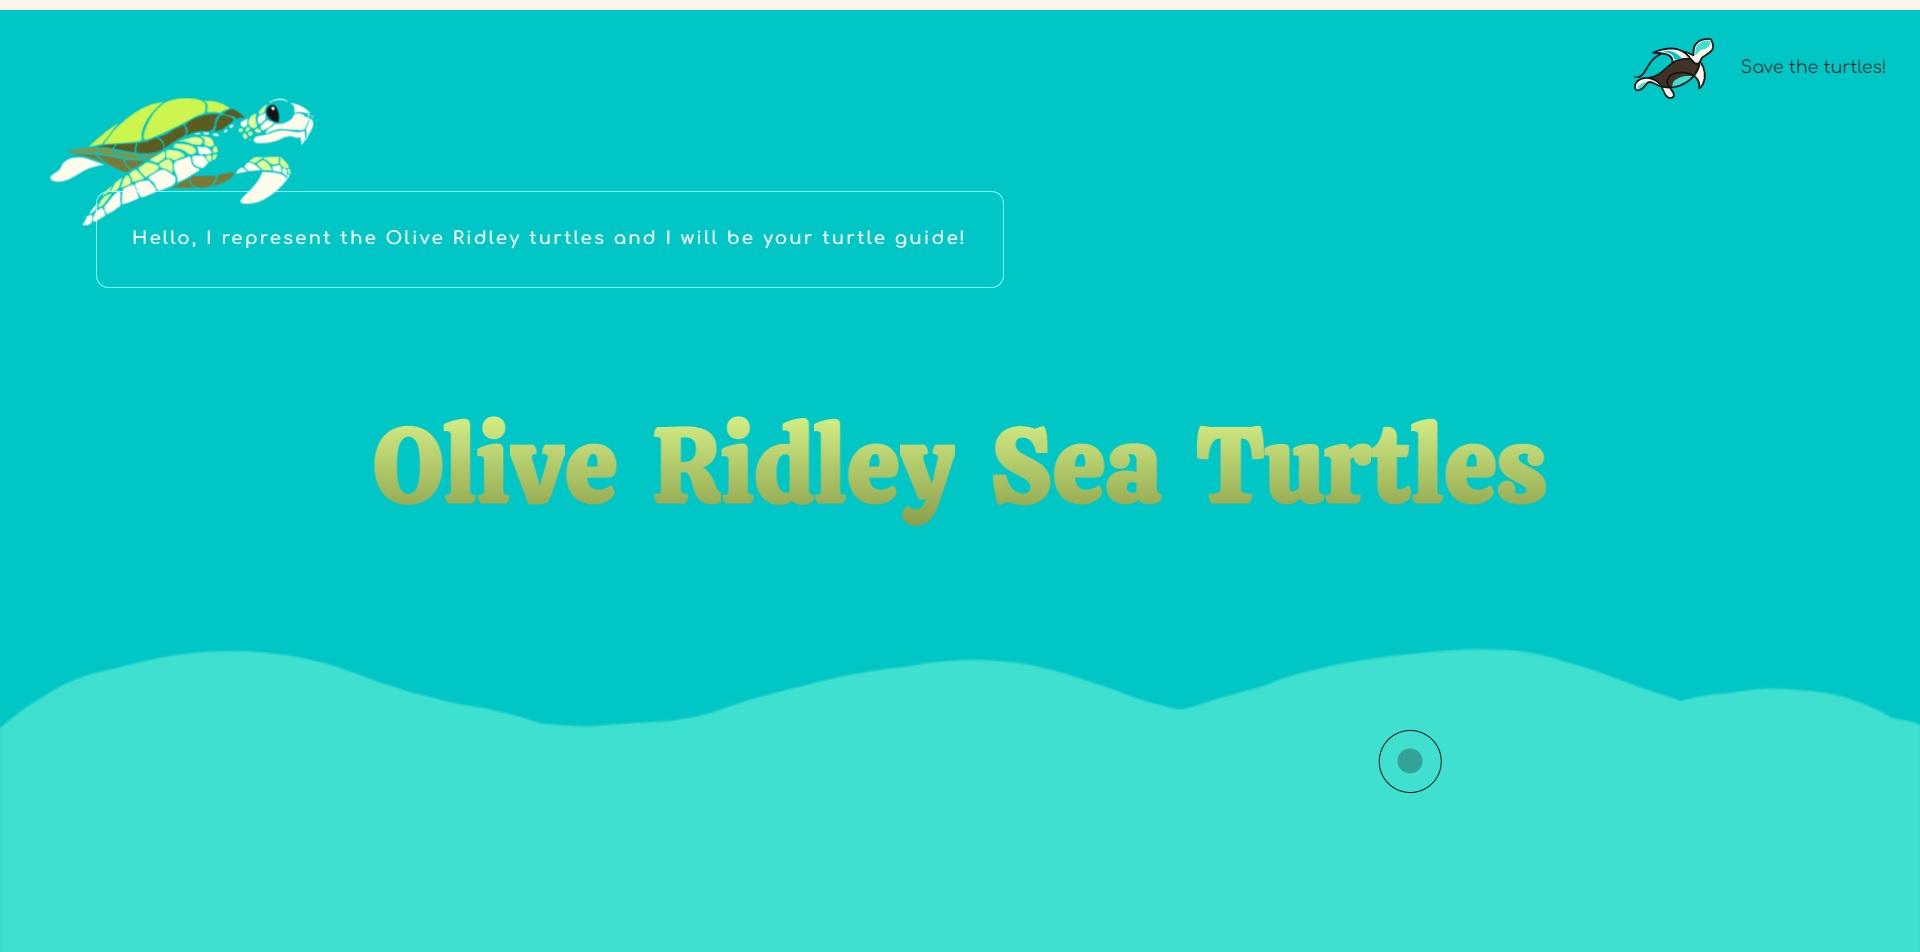 Save the turtles!
Hello, I represent the Olive Ridley turtles and I will be your turtle guide!
Olive Ridley Sea Turtles